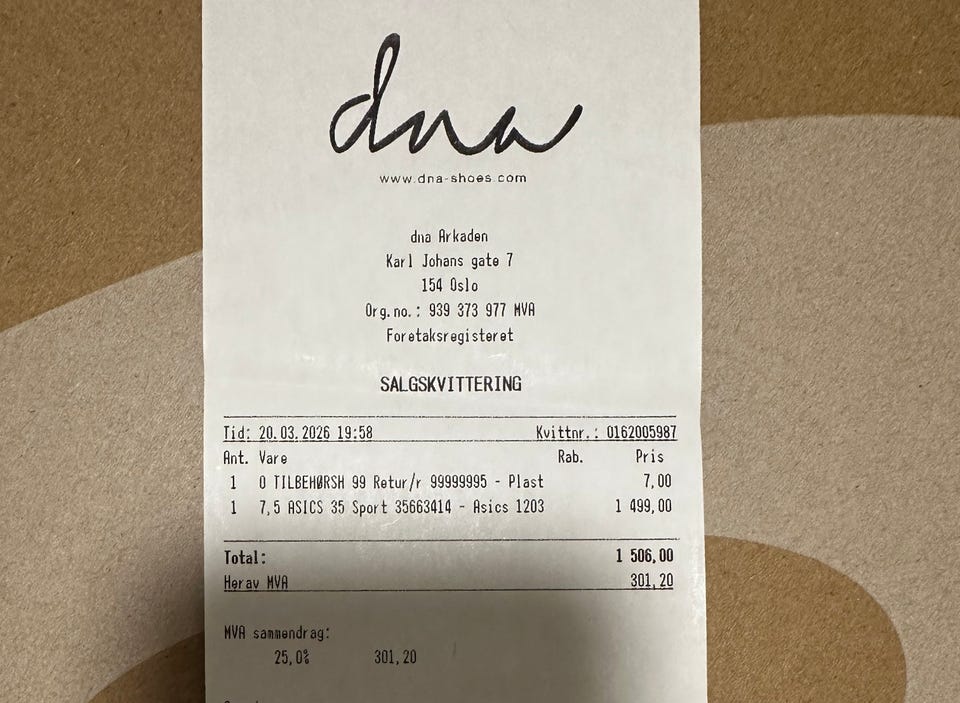 dna
www.dna-shoes.com
dna Arkaden
Karl Johans gate 7
154 Oslo
Org.no.: 939 373 977 MVA
Foretaksregisteret
SALGSKVITTERING
Tid: 20.03.2026 19:58 Kvittnr.: 0162005987
Ant. Vare Rab. Pris
1 0 TILBEHØRSH 99 Retur/r 99999995 - Plast 7,00
1 7,5 ASICS 35 Sport 35663414 - Asics 1203 1 499,00
Total: 1 506,00
Herav MVA 301,20
MVA sammendrag:
25,0% 301,20